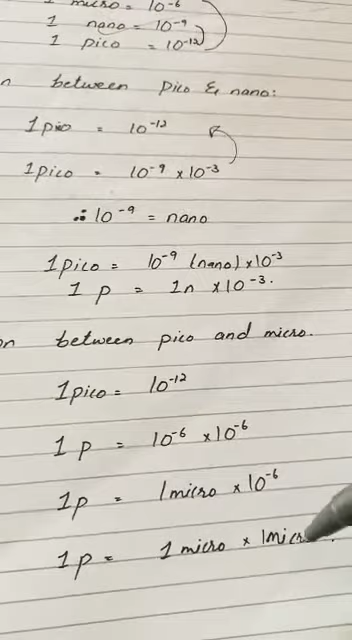 1 micro = 10⁻⁶
1 nano = 10⁻⁹
1 pico = 10⁻¹²
between pico & nano:
1 pico = 10⁻¹²
1 pico = 10⁻⁹ x 10⁻³
∴ 10⁻⁹ = nano
1 pico = 10⁻⁹ (nano) x 10⁻³
1 p = 1n x 10⁻³.
between pico and micro.
1 pico = 10⁻¹²
1 p = 10⁻⁶ x 10⁻⁶
1p = 1 micro x 10⁻⁶
1p = 1 micro x 1 mic